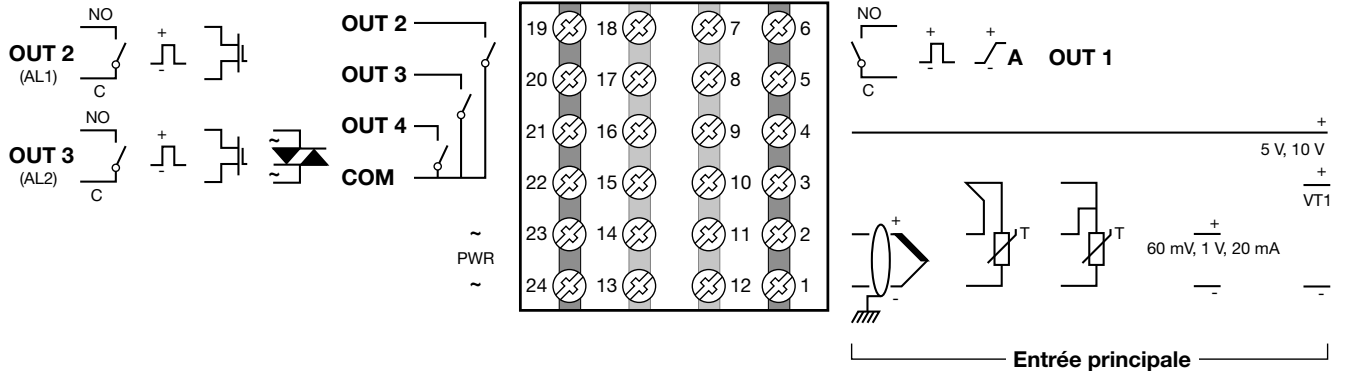 NO
OUT 2
(AL1)
C
+
-
NO
OUT 3
(AL2)
C
+
-
~
~
OUT 2
OUT 3
OUT 4
COM
~
PWR
~
19 18 7 6
20 17 8 5
21 16 9 4
22 15 10 3
23 14 11 2
24 13 12 1
NO
C
+
-
+
-
A OUT 1
+
5 V, 10 V
+
VT1
+
-
T
T
+
60 mV, 1 V, 20 mA
-
-
Entrée principale